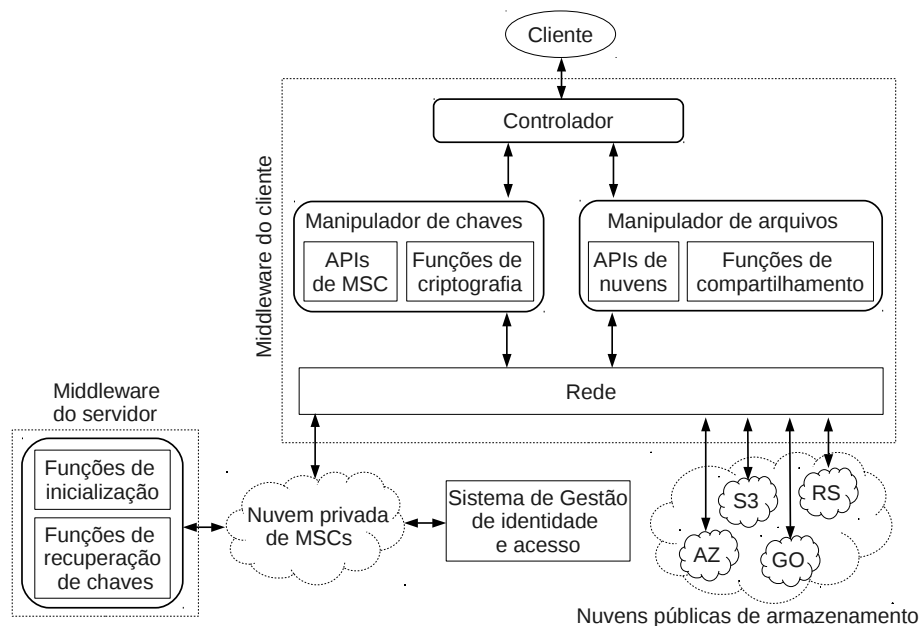 Cliente
Controlador
Middleware do cliente
Manipulador de chaves
APIs
de MSC
Funções de
criptografia
Manipulador de arquivos
APIs de
nuvens
Funções de
compartilhamento
Rede
Middleware
do servidor
Funções de
inicialização
Funções de
recuperação
de chaves
Nuvem privada
de MSCs
Sistema de Gestão
de identidade
e acesso
S3
RS
AZ
GO
Nuvens públicas de armazenamento